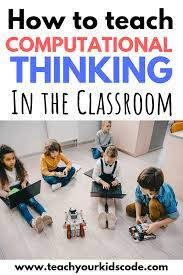 How to teach
COMPUTATIONAL
THINKING
IN THE CLASSROOM
www.teachyourkidscode.com